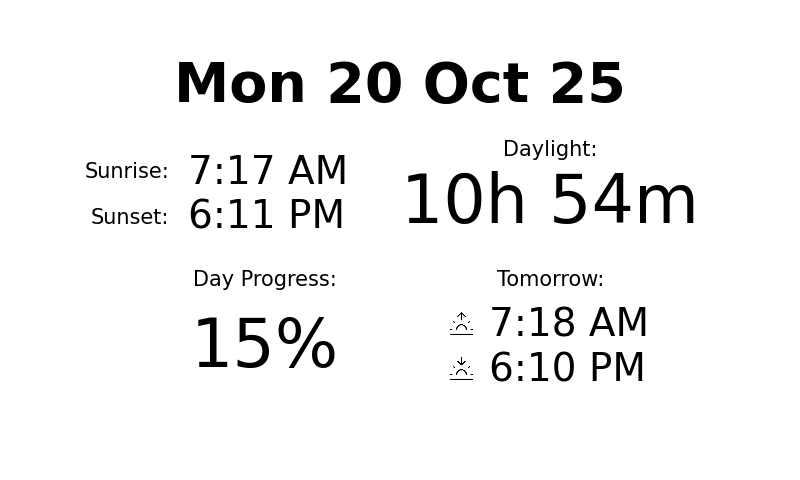 Mon 20 Oct 25
Sunrise: 7:17 AM
Sunset: 6:11 PM
Daylight:
10h 54m
Day Progress:
15%
Tomorrow:
7:18 AM
6:10 PM